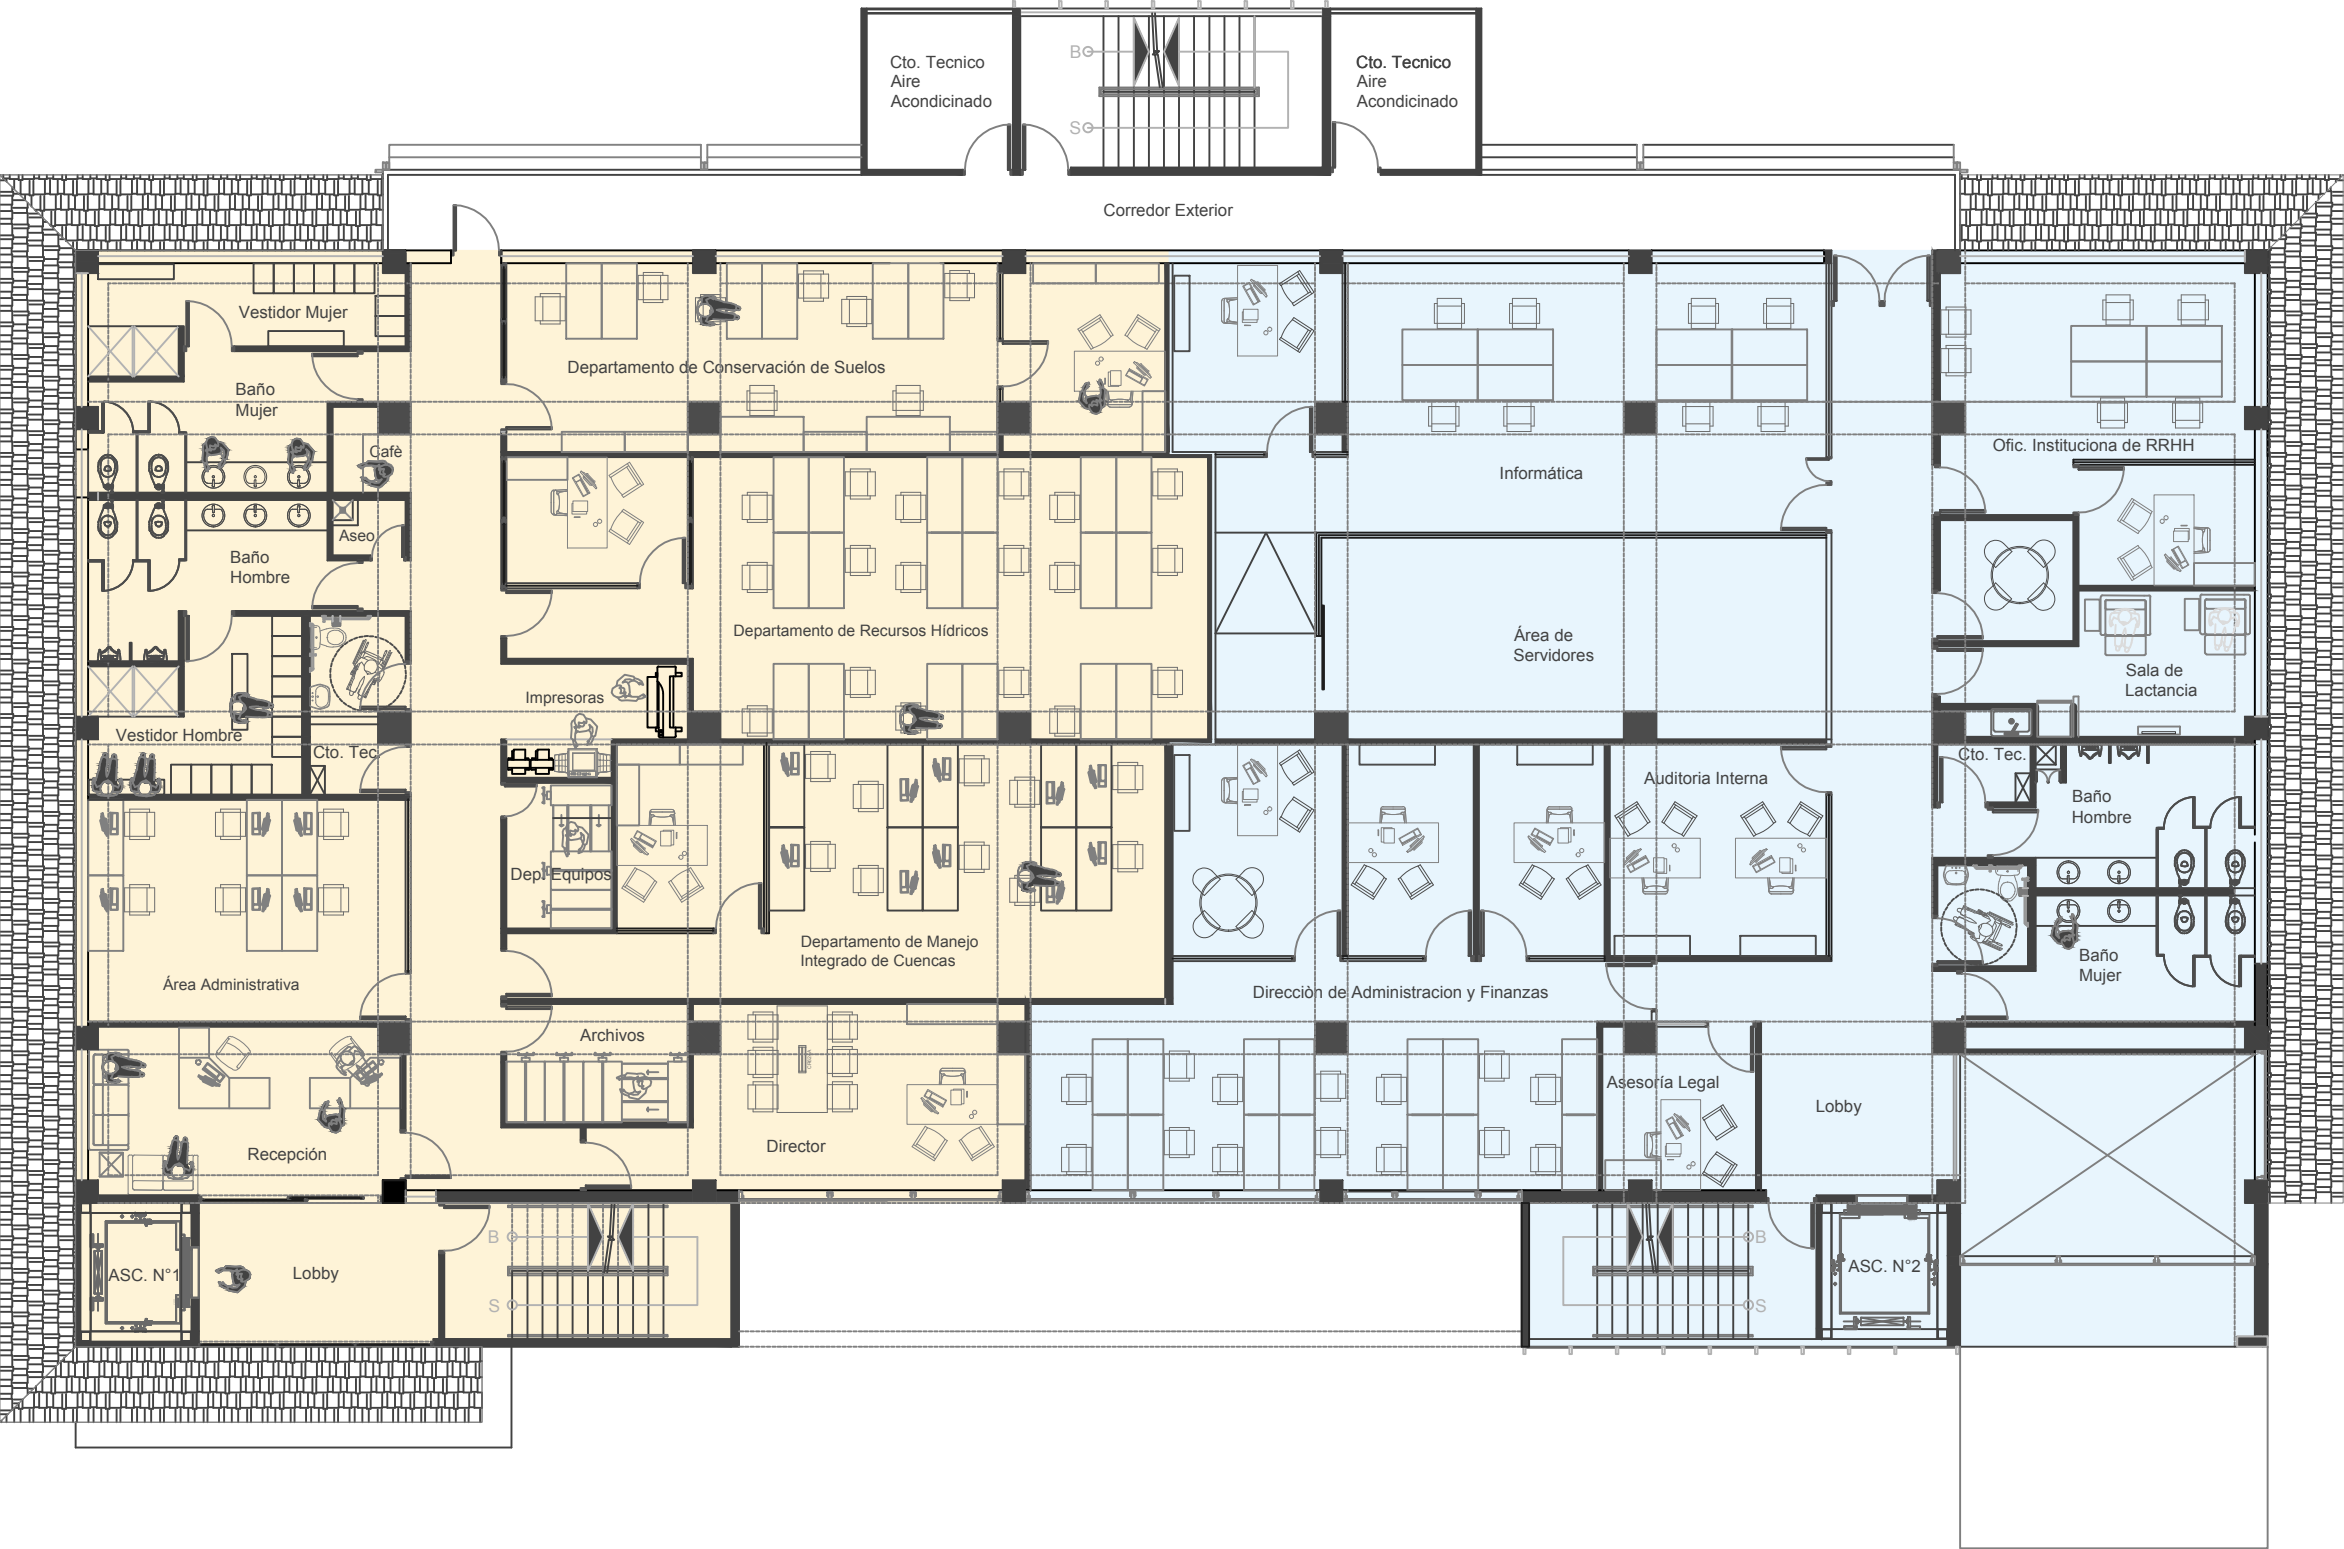 Cto. Tecnico
Aire
Acondicinado
B
S
Cto. Tecnico
Aire
Acondicinado
Corredor Exterior
Vestidor Mujer
Departamento de Conservación de Suelos
Baño
Mujer
Cafè
Ofic. Instituciona de RRHH
Informática
Aseo
Baño
Hombre
Departamento de Recursos Hídricos
Área de
Servidores
Sala de
Lactancia
Impresoras
Vestidor Hombre
Cto. Tec.
Cto. Tec.
Auditoria Interna
Baño
Hombre
Dep. Equipos
Departamento de Manejo
Integrado de Cuencas
Baño
Mujer
Área Administrativa
Direcciòn de Administracion y Finanzas
Archivos
Asesoría Legal
Lobby
Director
Recepción
B
S
B
S
ASC. N°1
Lobby
ASC. N°2